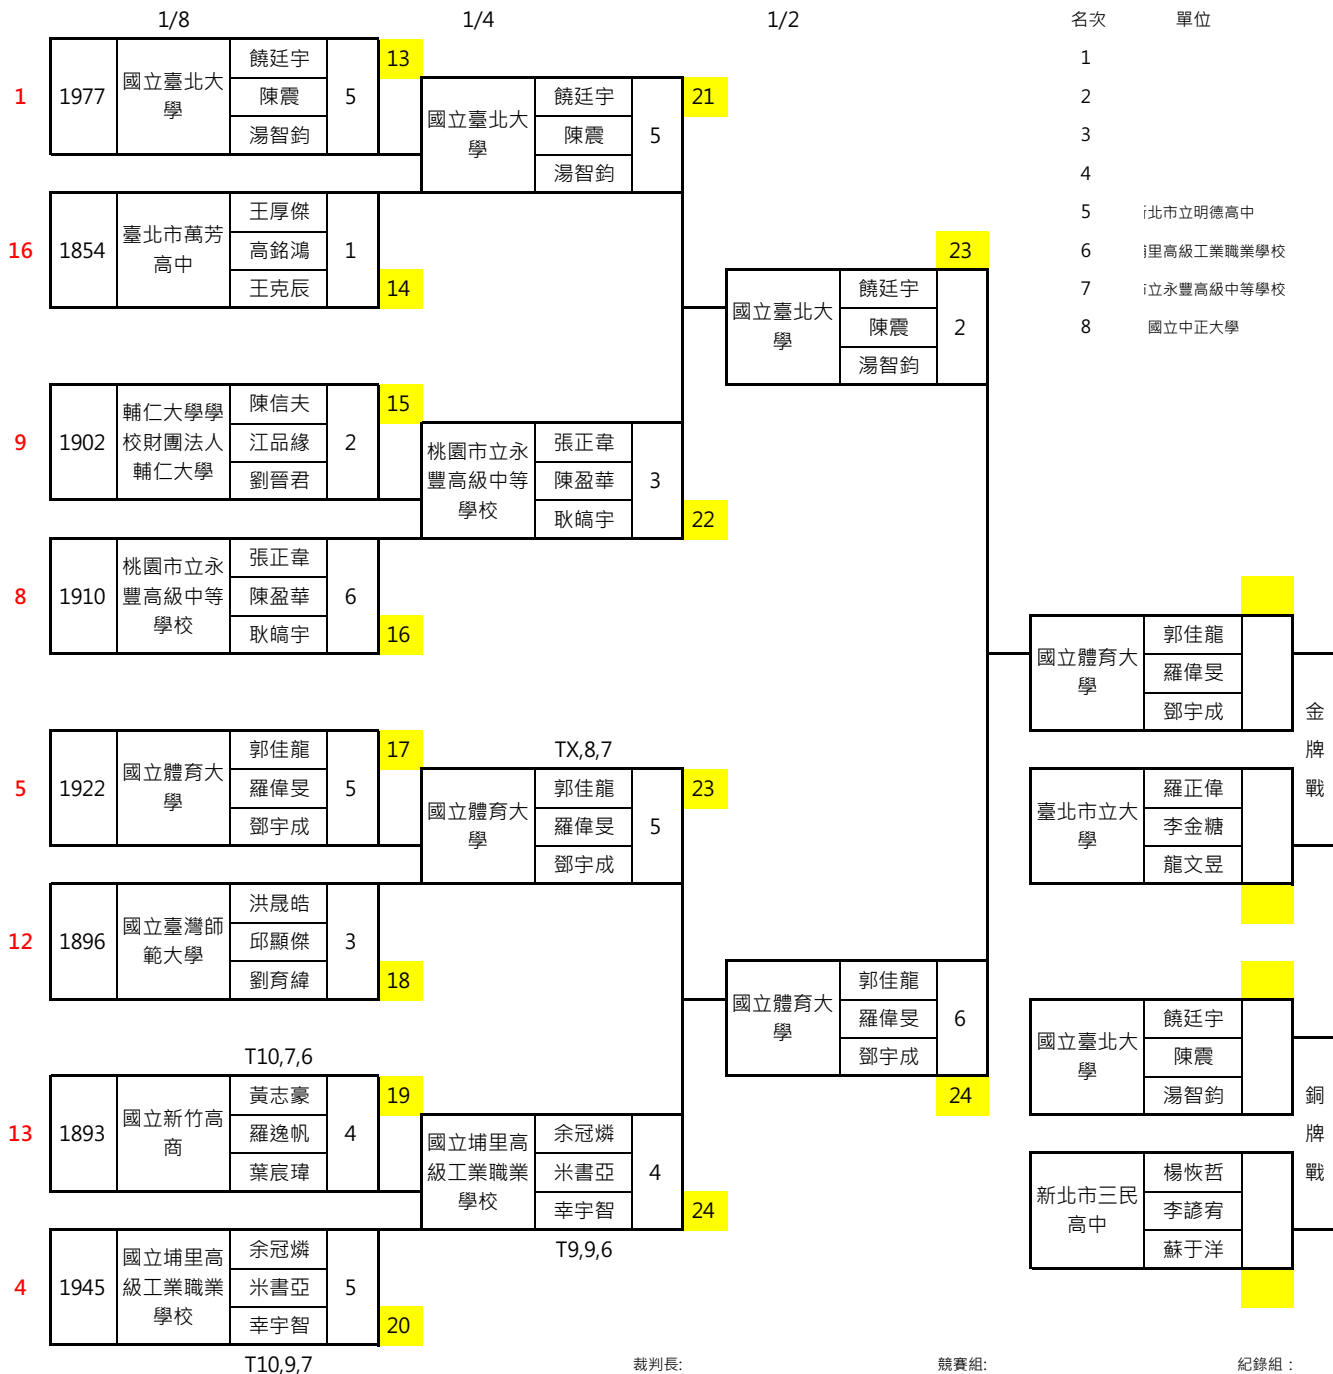 1/8
1/4
1/2
名次 單位
1
2
3
4
5 北市立明德高中
6 里高級工業職業學校
7 立永豐高級中等學校
8 國立中正大學
1
1977
國立臺北大
學
饒廷宇
陳震
湯智鈞
5
13
16
1854
臺北市萬芳
高中
王厚傑
高銘鴻
王克辰
1
14
9
1902
輔仁大學學
校財團法人
輔仁大學
陳信夫
江品緣
劉晉君
2
15
8
1910
桃園市立永
豐高級中等
學校
張正韋
陳盈華
耿皜宇
6
16
5
1922
國立體育大
學
郭佳龍
羅偉旻
鄧宇成
5
17
12
1896
國立臺灣師
範大學
洪晟皓
邱顯傑
劉育緯
3
18
T10,7,6
13
1893
國立新竹高
商
黃志豪
羅逸帆
葉宸瑋
4
19
4
1945
國立埔里高
級工業職業
學校
余冠燐
米書亞
幸宇智
5
20
T10,9,7
國立臺北大
學
饒廷宇
陳震
湯智鈞
5
21
桃園市立永
豐高級中等
學校
張正韋
陳盈華
耿皜宇
3
22
TX,8,7
國立體育大
學
郭佳龍
羅偉旻
鄧宇成
5
23
國立埔里高
級工業職業
學校
余冠燐
米書亞
幸宇智
4
24
T9,9,6
23
國立臺北大
學
饒廷宇
陳震
湯智鈞
2
國立體育大
學
郭佳龍
羅偉旻
鄧宇成
6
24
國立體育大
學
郭佳龍
羅偉旻
鄧宇成
金
牌
戰
臺北市立大
學
羅正偉
李金糖
龍文昱
國立臺北大
學
饒廷宇
陳震
湯智鈞
銅
牌
戰
新北市三民
高中
楊恢哲
李諺宥
蘇于洋
裁判長:
競賽組:
紀錄組：